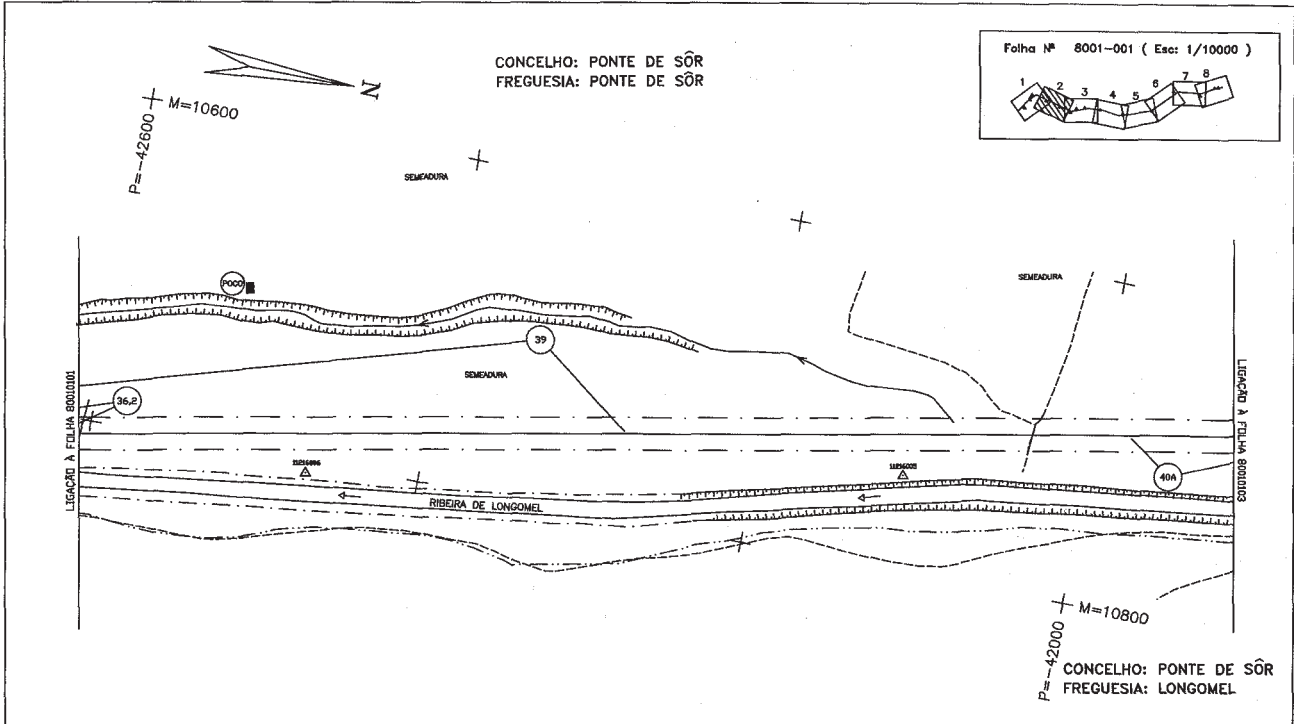 CONCELHO: PONTE DE SÔR
FREGUESIA: PONTE DE SÔR
N
Folha Nª 8001-001 ( Esc: 1/10000 )
1 2 3 4 5 6 7 8
M=10600
P=-42600
SEMEADURA
SEMEADURA
POCO
39
SEMEADURA
36,2
LIGAÇÃO À FOLHA 80010101
LIGAÇÃO À FOLHA 80010103
40A
RIBEIRA DE LONGOMEL
M=10800
P=-42000
CONCELHO: PONTE DE SÔR
FREGUESIA: LONGOMEL